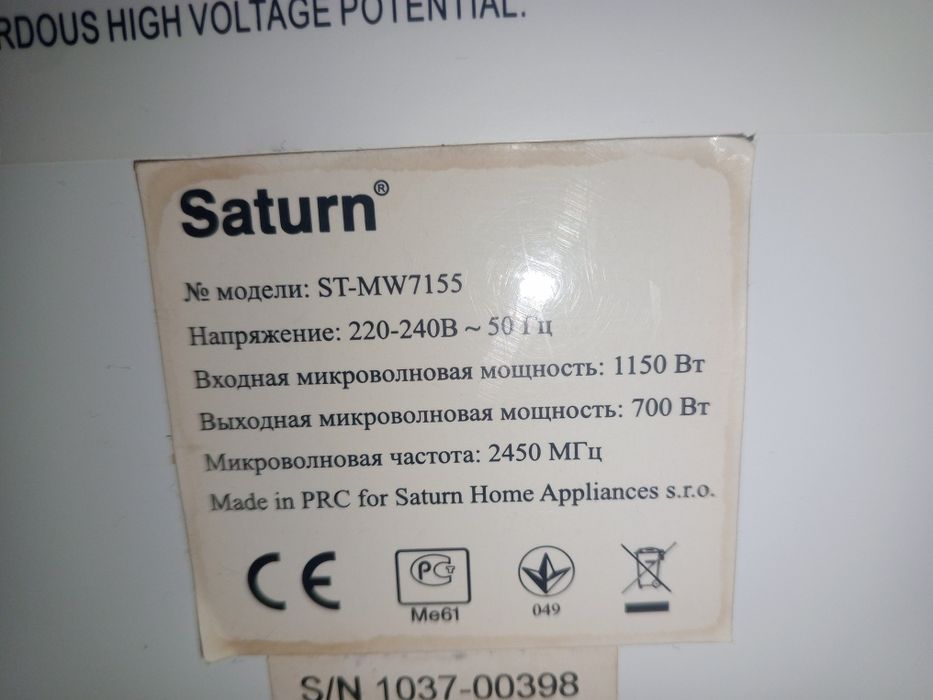 RDOUS HIGH VOLTAGE POTENTIAL.
Saturn®
№ модели: ST-MW7155
Напряжение: 220-240В ~ 50 Гц
Входная микроволновая мощность: 1150 Вт
Выходная микроволновая мощность: 700 Вт
Микроволновая частота: 2450 МГц
Made in PRC for Saturn Home Appliances s.r.o.
CE РСТ
Ме61 049
S/N 1037-00398